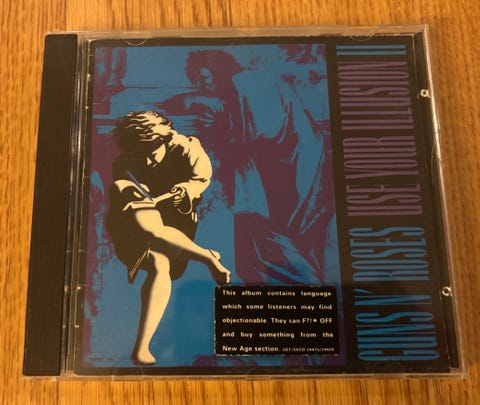 GUNS N' ROSES USE YOUR ILLUSION II
This album contains language
which some listeners may find
objectionable. They can F?!* OFF
and buy something from the
New Age section.